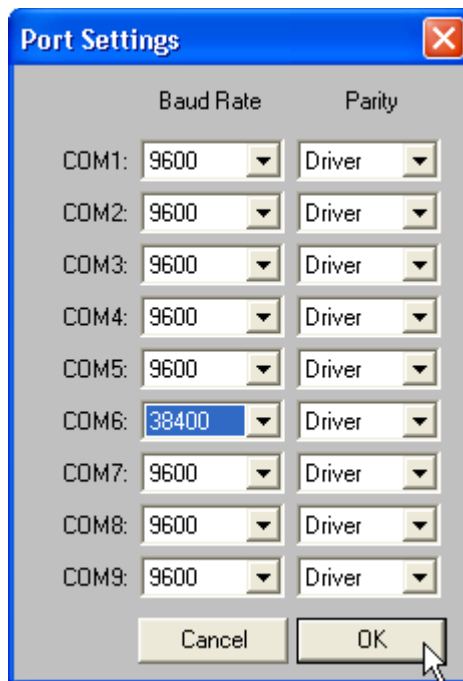 Port Settings
Baud Rate Parity
COM1: 9600 Driver
COM2: 9600 Driver
COM3: 9600 Driver
COM4: 9600 Driver
COM5: 9600 Driver
COM6: 38400 Driver
COM7: 9600 Driver
COM8: 9600 Driver
COM9: 9600 Driver
Cancel OK